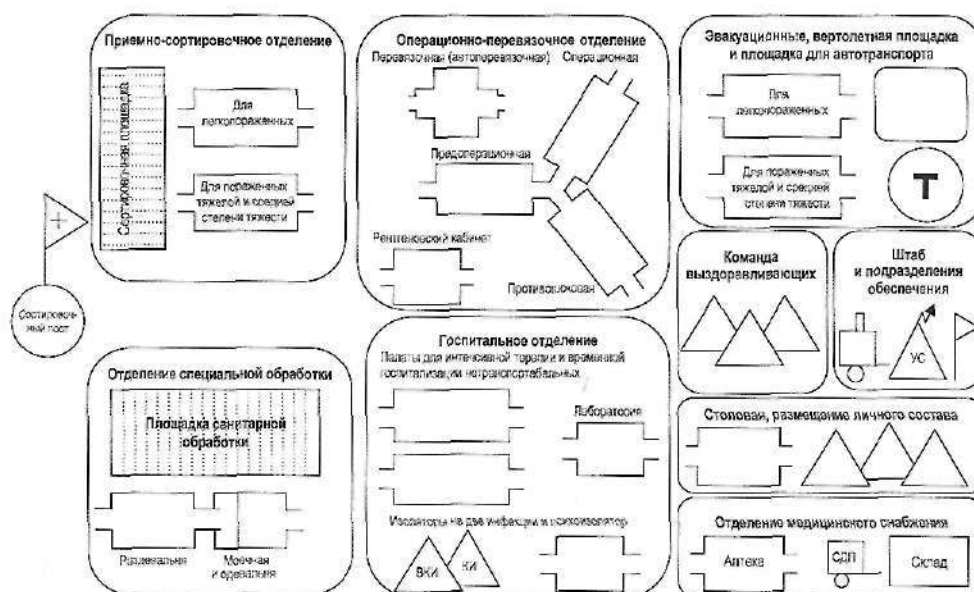 Приемно-сортировочное отделение
Сортировочная площадка
Для
легкопораженных
Для пораженных
тяжелой и средней
степени тяжести
Сортировоч-
ный пост
Операционно-перевязочное отделение
Перевязочная (автоперевязочная)
Операционная
Предоперационная
Рентгеновский кабинет
Противошоковая
Эвакуационные, вертолетная площадка
и площадка для автотранспорта
Для
легкопораженных
Для пораженных
тяжелой и средней
степени тяжести
Т
Команда
выздоравливающих
Штаб
и подразделения
обеспечения
УС
Отделение специальной обработки
Площадка санитарной
обработки
Раздевальня
Моечная
и одевальня
Госпитальное отделение
Палаты для интенсивной терапии и временной
госпитализации нетранспортабельных
Лаборатория
Изоляторы на две инфекции и психоизолятор
ВКИ
КИ
Столовая, размещение личного состава
Отделение медицинского снабжения
Аптека
СДП
Склад